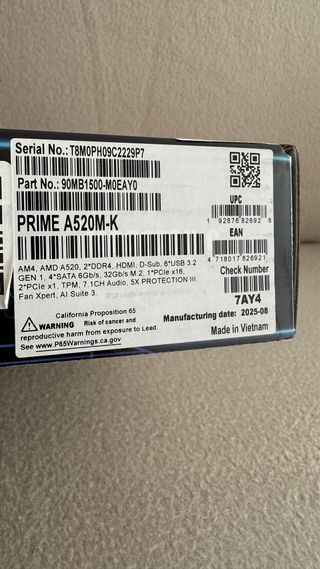 Serial No.: T8M0PH09C2229P7
Part No.: 90MB1500-M0EAY0
PRIME A520M-K
AM4, AMD A520, 2*DDR4, HDMI, D-Sub, 6*USB 3.2
GEN 1, 4*SATA 6Gb/s, 32Gb/s M.2, 1*PCIe x16,
2*PCIe x1, TPM, 7.1CH Audio, 5X PROTECTION III
Fan Xpert, AI Suite 3.
UPC
1 92876 82692 8
EAN
4 718017 826921
Check Number
7AY4
California Proposition 65
WARNING Risk of cancer and
reproductive harm from exposure to Lead.
See www.P65Warnings.ca.gov
Manufacturing date: 2025-08
Made in Vietnam